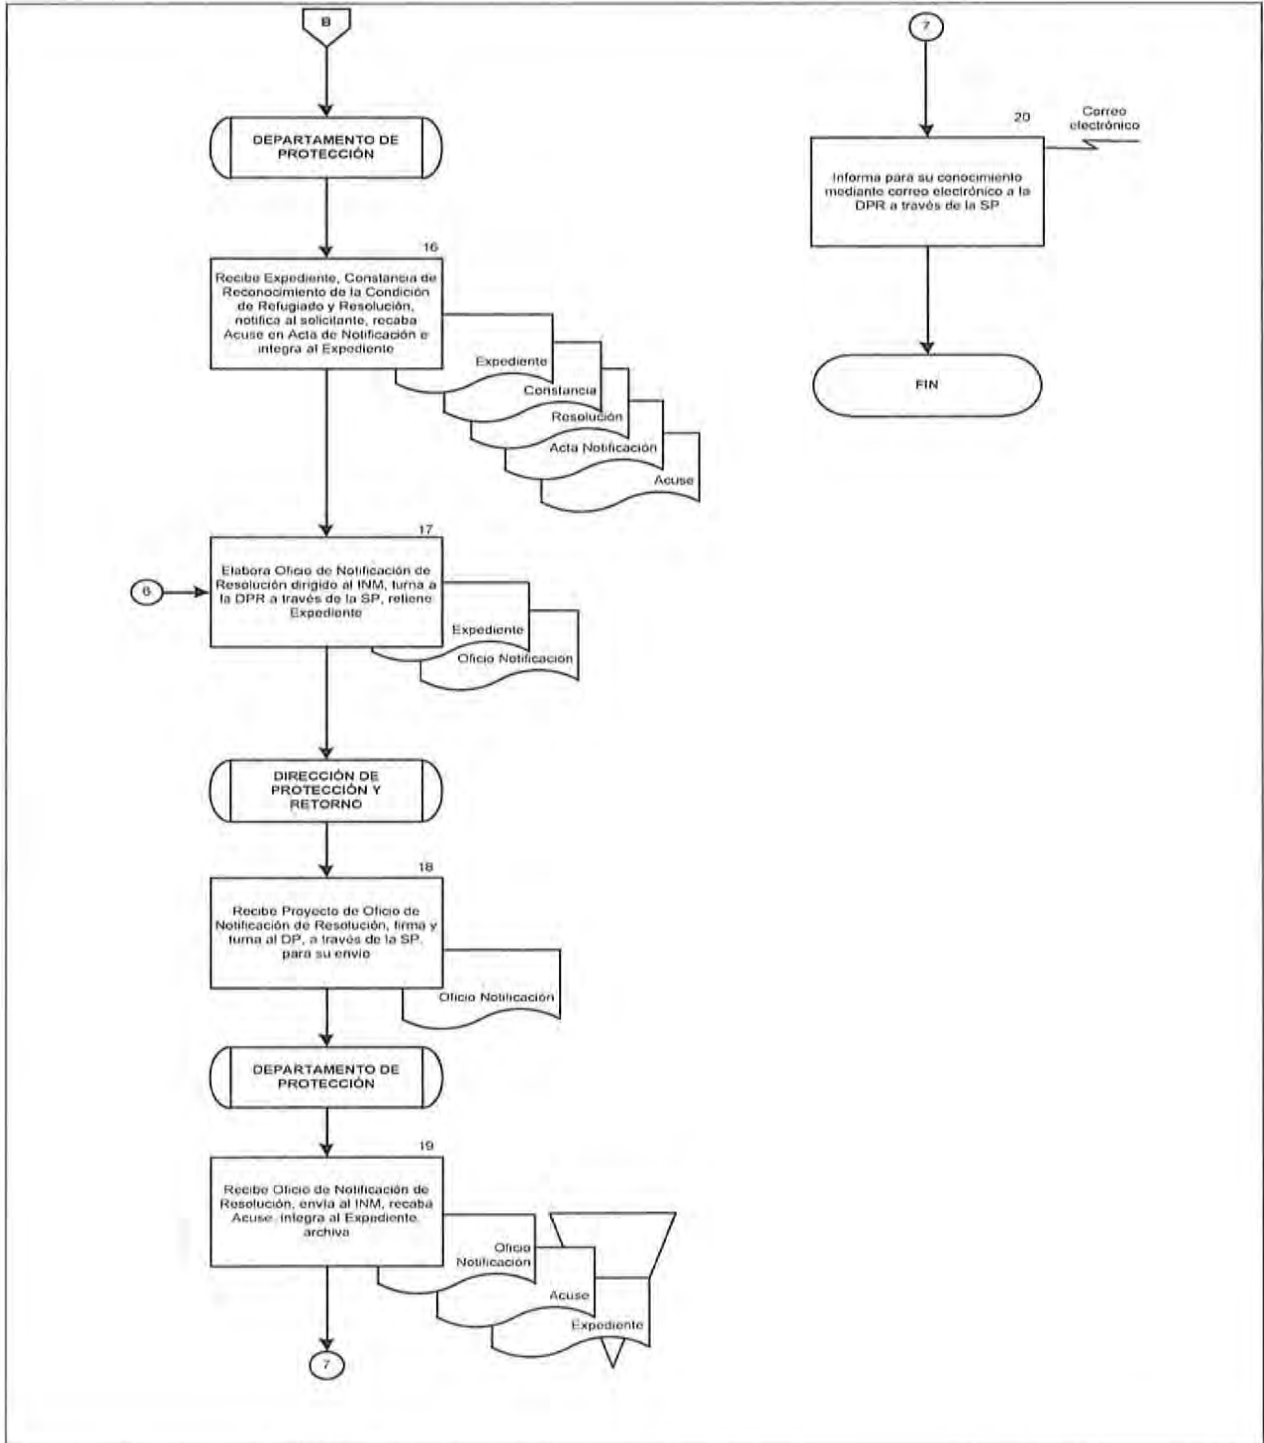 B
DEPARTAMENTO DE
PROTECCIÓN
16
Recibe Expediente, Constancia de
Reconocimiento de la Condición
de Refugiado y Resolución,
notifica al solicitante, recaba
Acuse en Acta de Notificación e
integra al Expediente
Expediente
Constancia
Resolución
Acta Notificación
Acuse
17
6
Elabora Oficio de Notificación de
Resolución dirigido al INM, turna a
la DPR a través de la SP, retiene
Expediente
Expediente
Oficio Notificación
DIRECCIÓN DE
PROTECCIÓN Y
RETORNO
18
Recibe Proyecto de Oficio de
Notificación de Resolución, firma y
turna al DP, a través de la SP,
para su envío
Oficio Notificación
DEPARTAMENTO DE
PROTECCIÓN
19
Recibe Oficio de Notificación de
Resolución, envía al INM, recaba
Acuse, integra al Expediente,
archiva
Oficio
Notificación
Acuse
Expediente
7
7
20
Correo
electrónico
Informa para su conocimiento
mediante correo electrónico a la
DPR a través de la SP
FIN